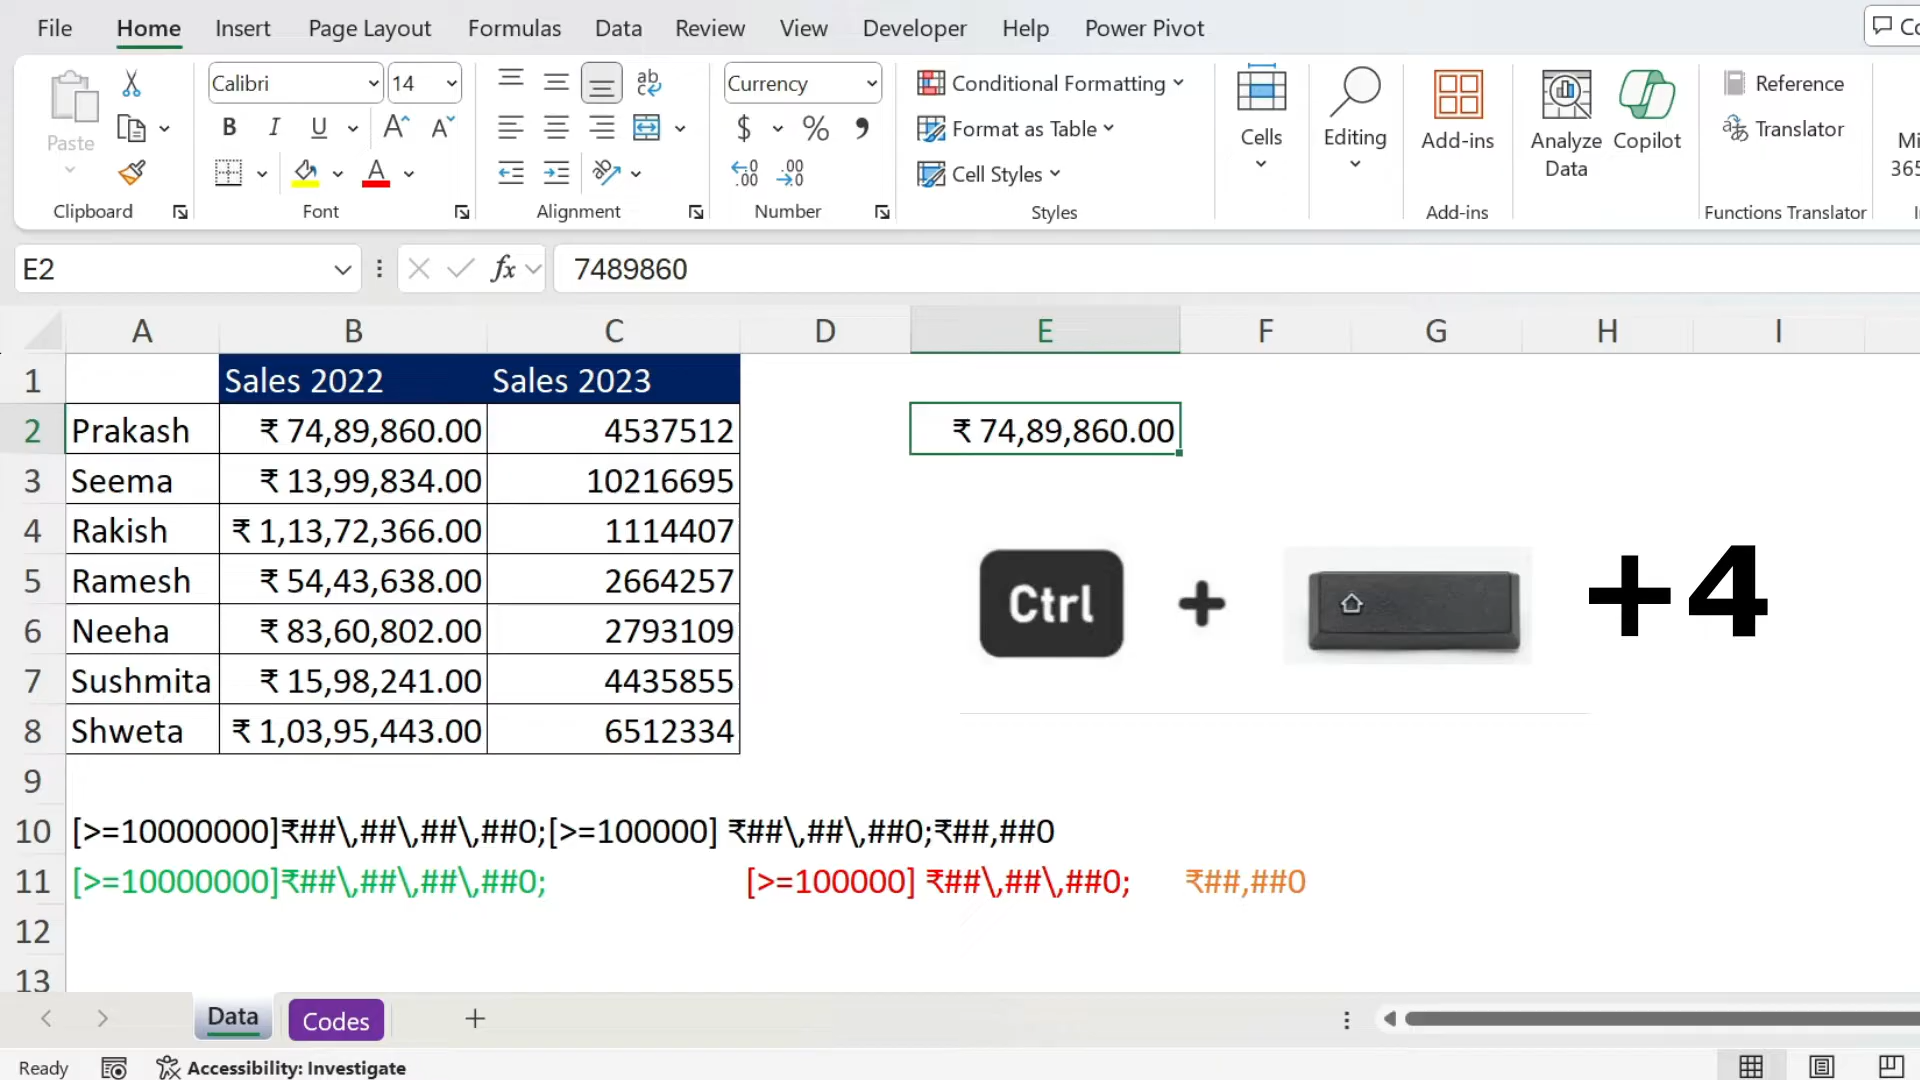 File Home Insert Page Layout Formulas Data Review View Developer Help Power Pivot
Paste
Clipboard
Calibri 14
B I U A A
A
Font
ab
Alignment
Currency
$ % ,
.00 .00
Number
Conditional Formatting
Format as Table
Cell Styles
Styles
Cells
Editing
Add-ins
Add-ins
Analyze Data
Copilot
Reference
Translator
Functions Translator
365
E2 fx 7489860
A B C D E F G H I
1 Sales 2022 Sales 2023
2 Prakash ₹ 74,89,860.00 4537512 ₹ 74,89,860.00
3 Seema ₹ 13,99,834.00 10216695
4 Rakish ₹ 1,13,72,366.00 1114407
5 Ramesh ₹ 54,43,638.00 2664257
Ctrl + +4
6 Neeha ₹ 83,60,802.00 2793109
7 Sushmita ₹ 15,98,241.00 4435855
8 Shweta ₹ 1,03,95,443.00 6512334
9
10 [>=10000000]₹##\,##\,##\,##0;[>=100000] ₹##\,##\,##0;₹##,##0
11 [>=10000000]₹##\,##\,##\,##0; [>=100000] ₹##\,##\,##0; ₹##,##0
12
13
Data Codes +
Ready Accessibility: Investigate